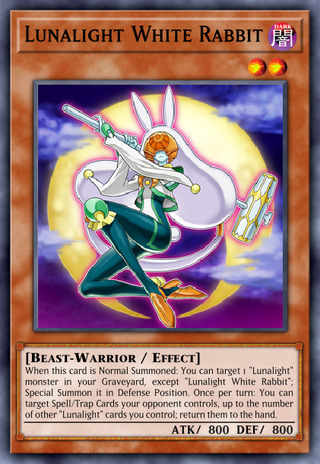 Lunalight White Rabbit
DARK
闇
[Beast-Warrior / Effect]
When this card is Normal Summoned: You can target 1 "Lunalight"
monster in your Graveyard, except "Lunalight White Rabbit";
Special Summon it in Defense Position. Once per turn: You can
target Spell/Trap Cards your opponent controls, up to the number
of other "Lunalight" cards you control; return them to the hand.
ATK/ 800 DEF/ 800